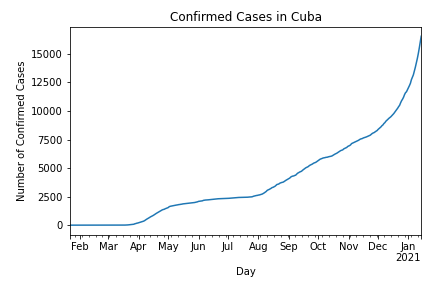 Confirmed Cases in Cuba
Number of Confirmed Cases
15000
12500
10000
7500
5000
2500
0
Feb Mar Apr May Jun Jul Aug Sep Oct Nov Dec Jan
2021
Day